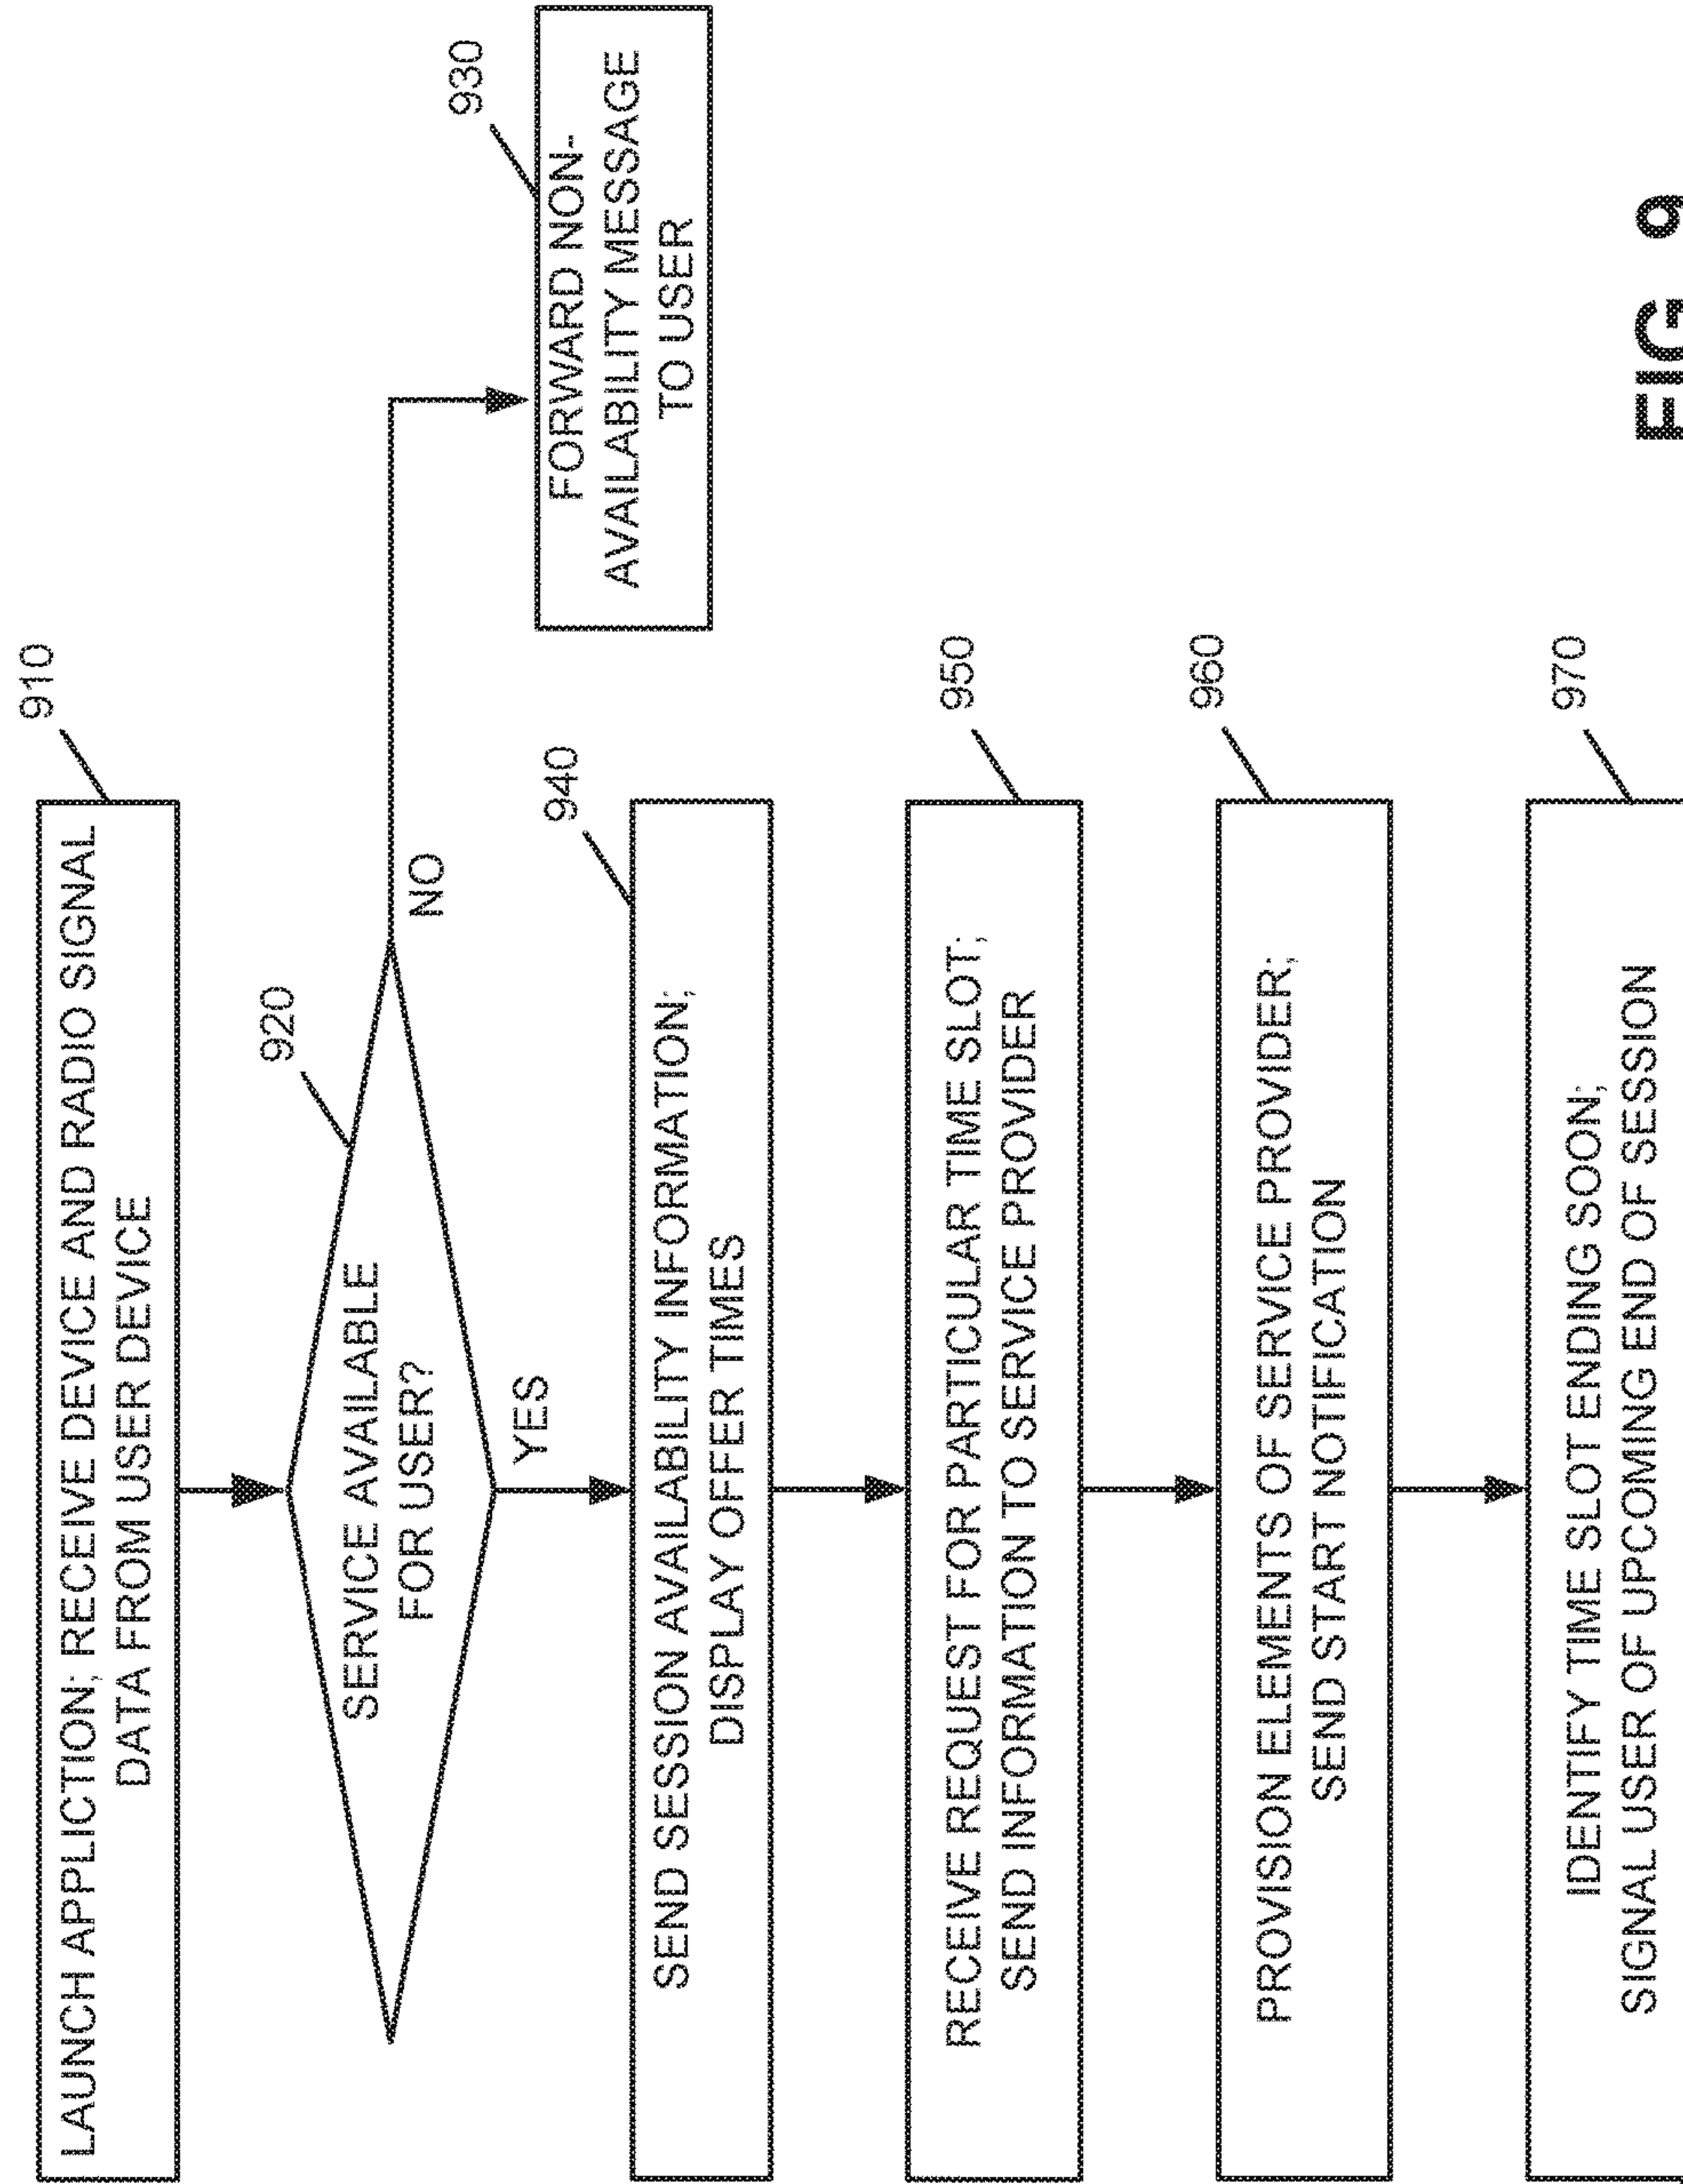 910
LAUNCH APPLICTION; RECEIVE DEVICE AND RADIO SIGNAL
DATA FROM USER DEVICE
920
SERVICE AVAILABLE
FOR USER?
NO
YES
930
FORWARD NON-
AVAILABILITY MESSAGE
TO USER
940
SEND SESSION AVAILABILITY INFORMATION;
DISPLAY OFFER TIMES
950
RECEIVE REQUEST FOR PARTICULAR TIME SLOT;
SEND INFORMATION TO SERVICE PROVIDER
960
PROVISION ELEMENTS OF SERVICE PROVIDER;
SEND START NOTIFICATION
970
IDENTIFY TIME SLOT ENDING SOON;
SIGNAL USER OF UPCOMING END OF SESSION
FIG 9